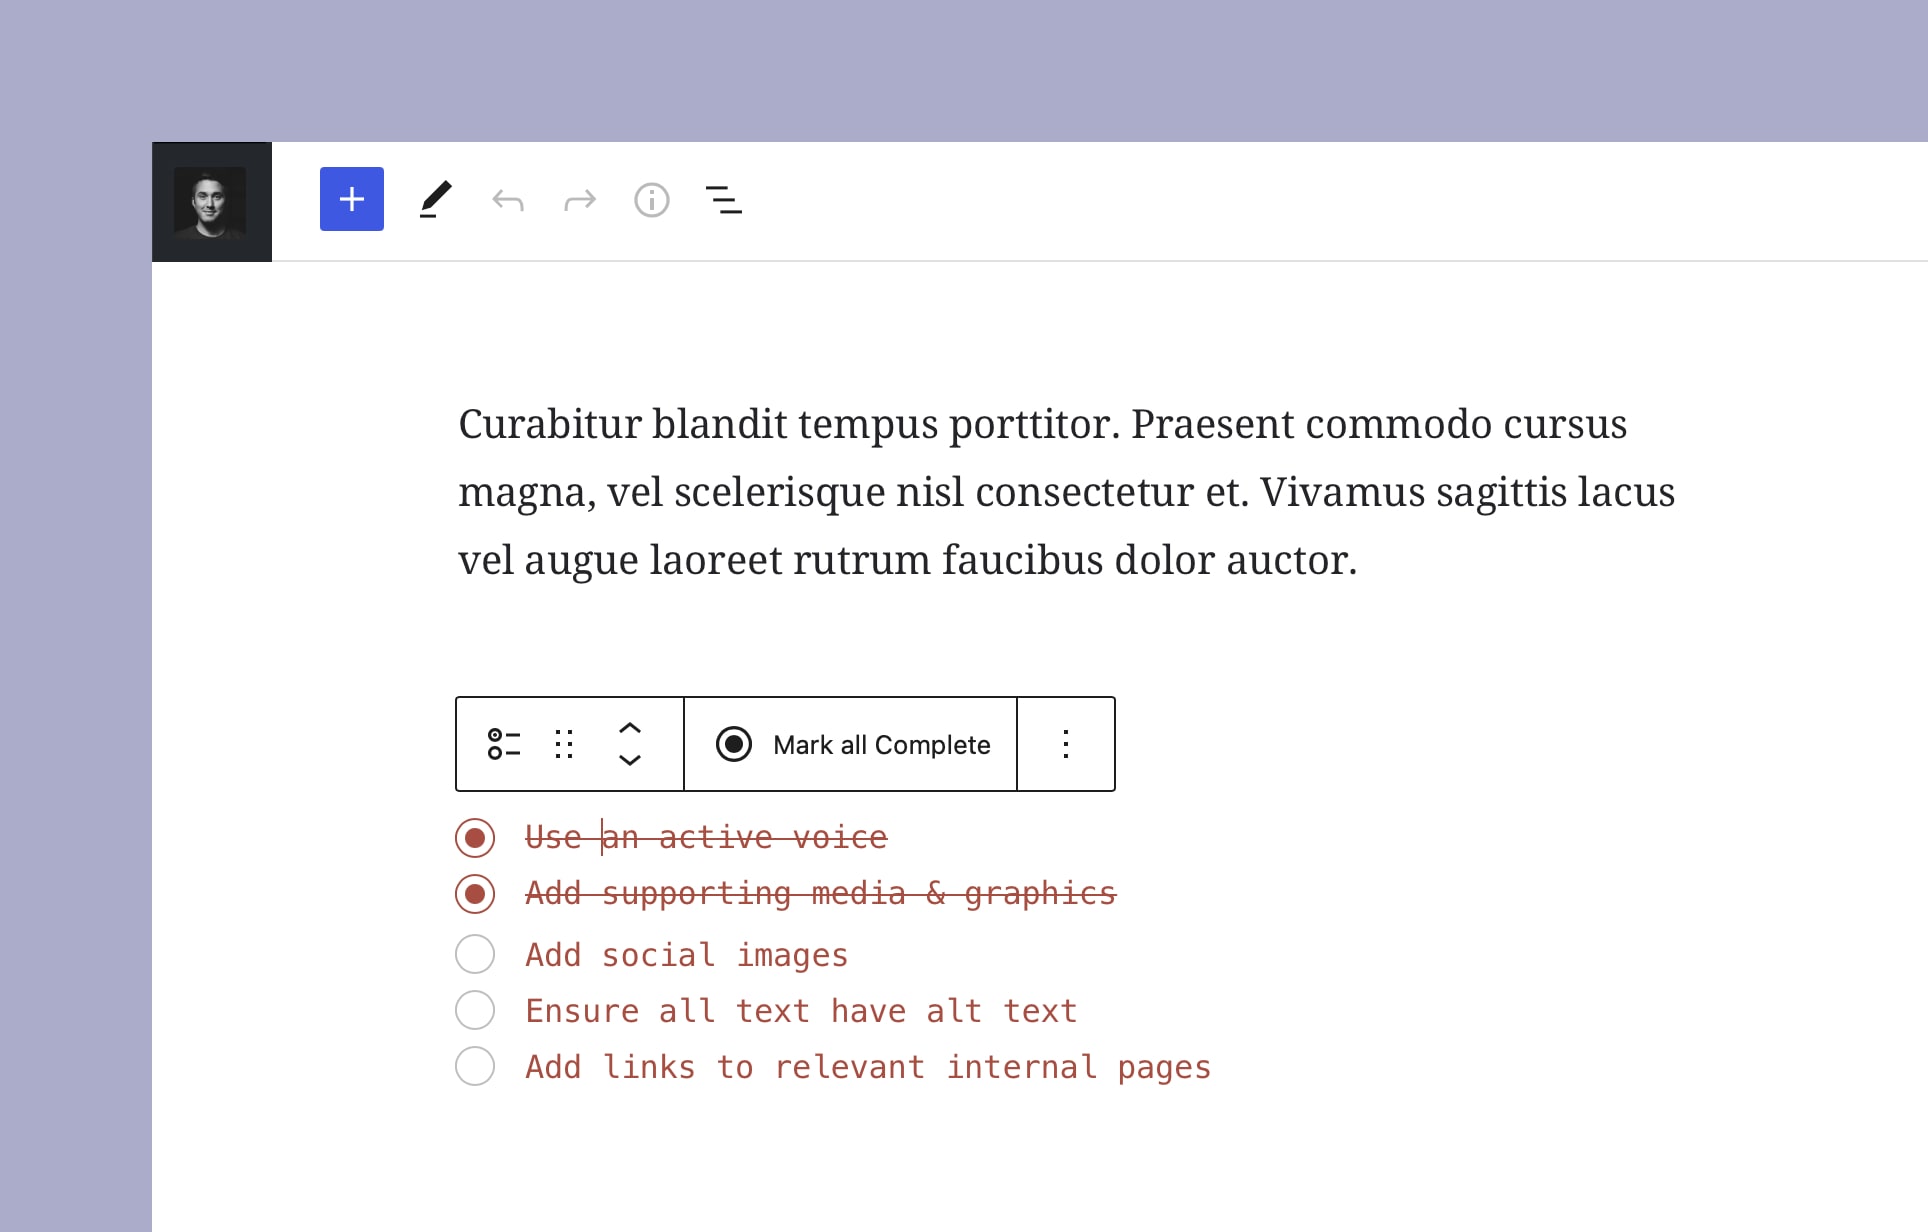 Curabitur blandit tempus porttitor. Praesent commodo cursus
magna, vel scelerisque nisl consectetur et. Vivamus sagittis lacus
vel augue laoreet rutrum faucibus dolor auctor.
Mark all Complete
Use an active voice
Add supporting media & graphics
Add social images
Ensure all text have alt text
Add links to relevant internal pages